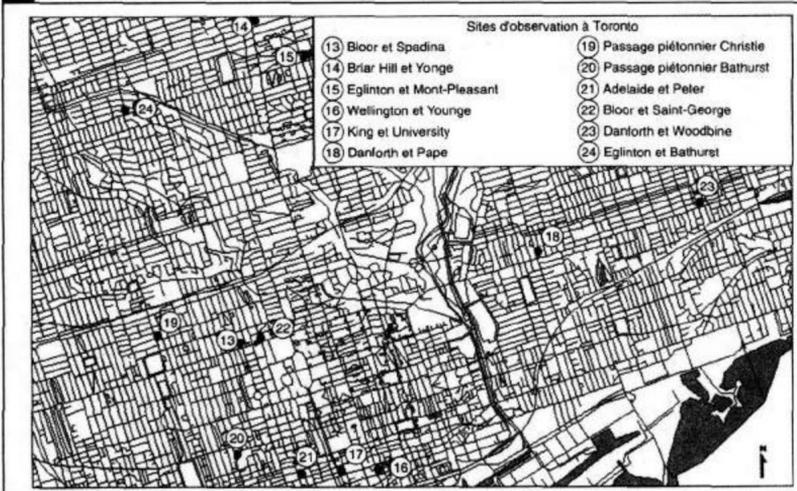 Sites d'observation à Toronto
13 Bloor et Spadina
14 Briar Hill et Yonge
15 Eglinton et Mont-Pleasant
16 Wellington et Younge
17 King et University
18 Danforth et Pape
19 Passage piétonnier Christie
20 Passage piétonnier Bathurst
21 Adelaide et Peter
22 Bloor et Saint-George
23 Danforth et Woodbine
24 Eglinton et Bathurst
14
15
24
23
18
19
13
22
20
21
17
16
N